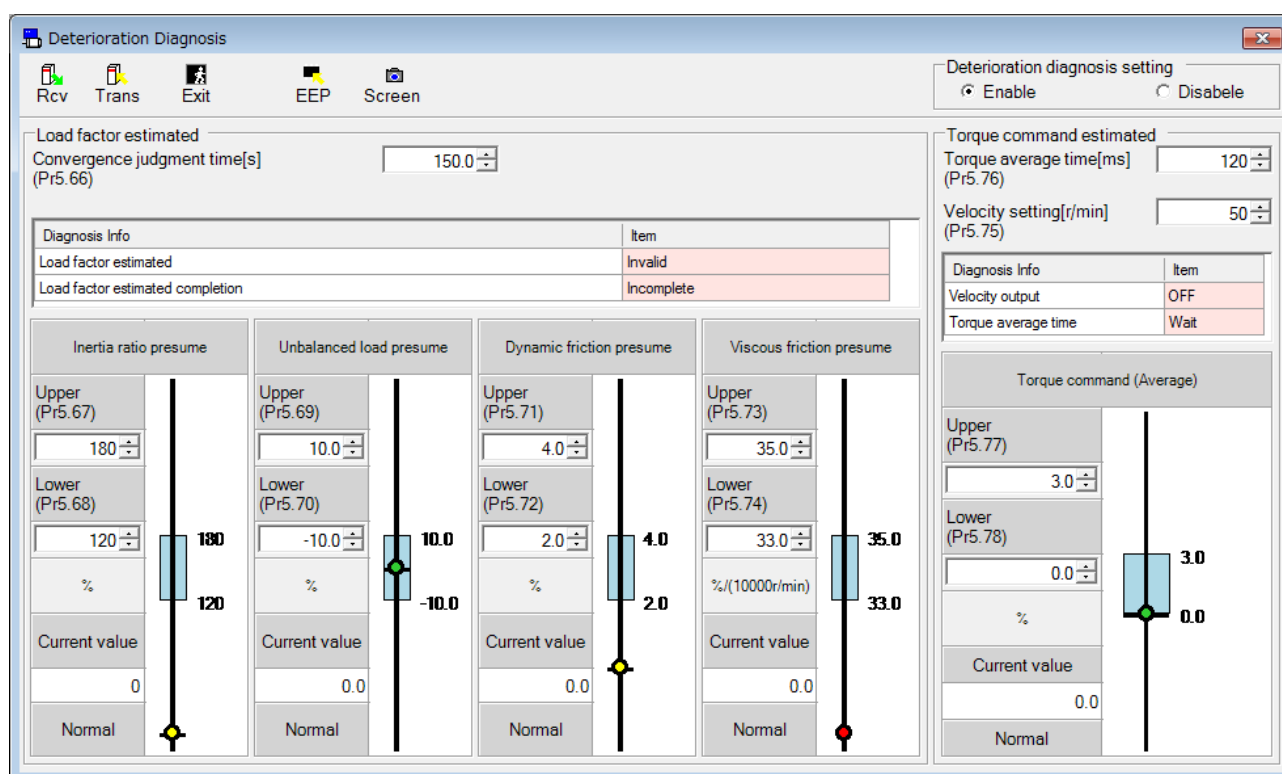 Deterioration Diagnosis
Rcv Trans Exit EEP Screen
Deterioration diagnosis setting
Enable Disabele
Load factor estimated
Convergence judgment time[s] 150.0
(Pr5.66)
Diagnosis Info Item
Load factor estimated Invalid
Load factor estimated completion Incomplete
Inertia ratio presume
Upper
(Pr5.67)
180
Lower
(Pr5.68)
120
%
Current value
0
Normal
180
120
Unbalanced load presume
Upper
(Pr5.69)
10.0
Lower
(Pr5.70)
-10.0
%
Current value
0.0
Normal
10.0
-10.0
Dynamic friction presume
Upper
(Pr5.71)
4.0
Lower
(Pr5.72)
2.0
%
Current value
0.0
Normal
4.0
2.0
Viscous friction presume
Upper
(Pr5.73)
35.0
Lower
(Pr5.74)
33.0
%/(10000r/min)
Current value
0.0
Normal
35.0
33.0
Torque command estimated
Torque average time[ms] 120
(Pr5.76)
Velocity setting[r/min] 50
(Pr5.75)
Diagnosis Info Item
Velocity output OFF
Torque average time Wait
Torque command (Average)
Upper
(Pr5.77)
3.0
Lower
(Pr5.78)
0.0
%
Current value
0.0
Normal
3.0
0.0